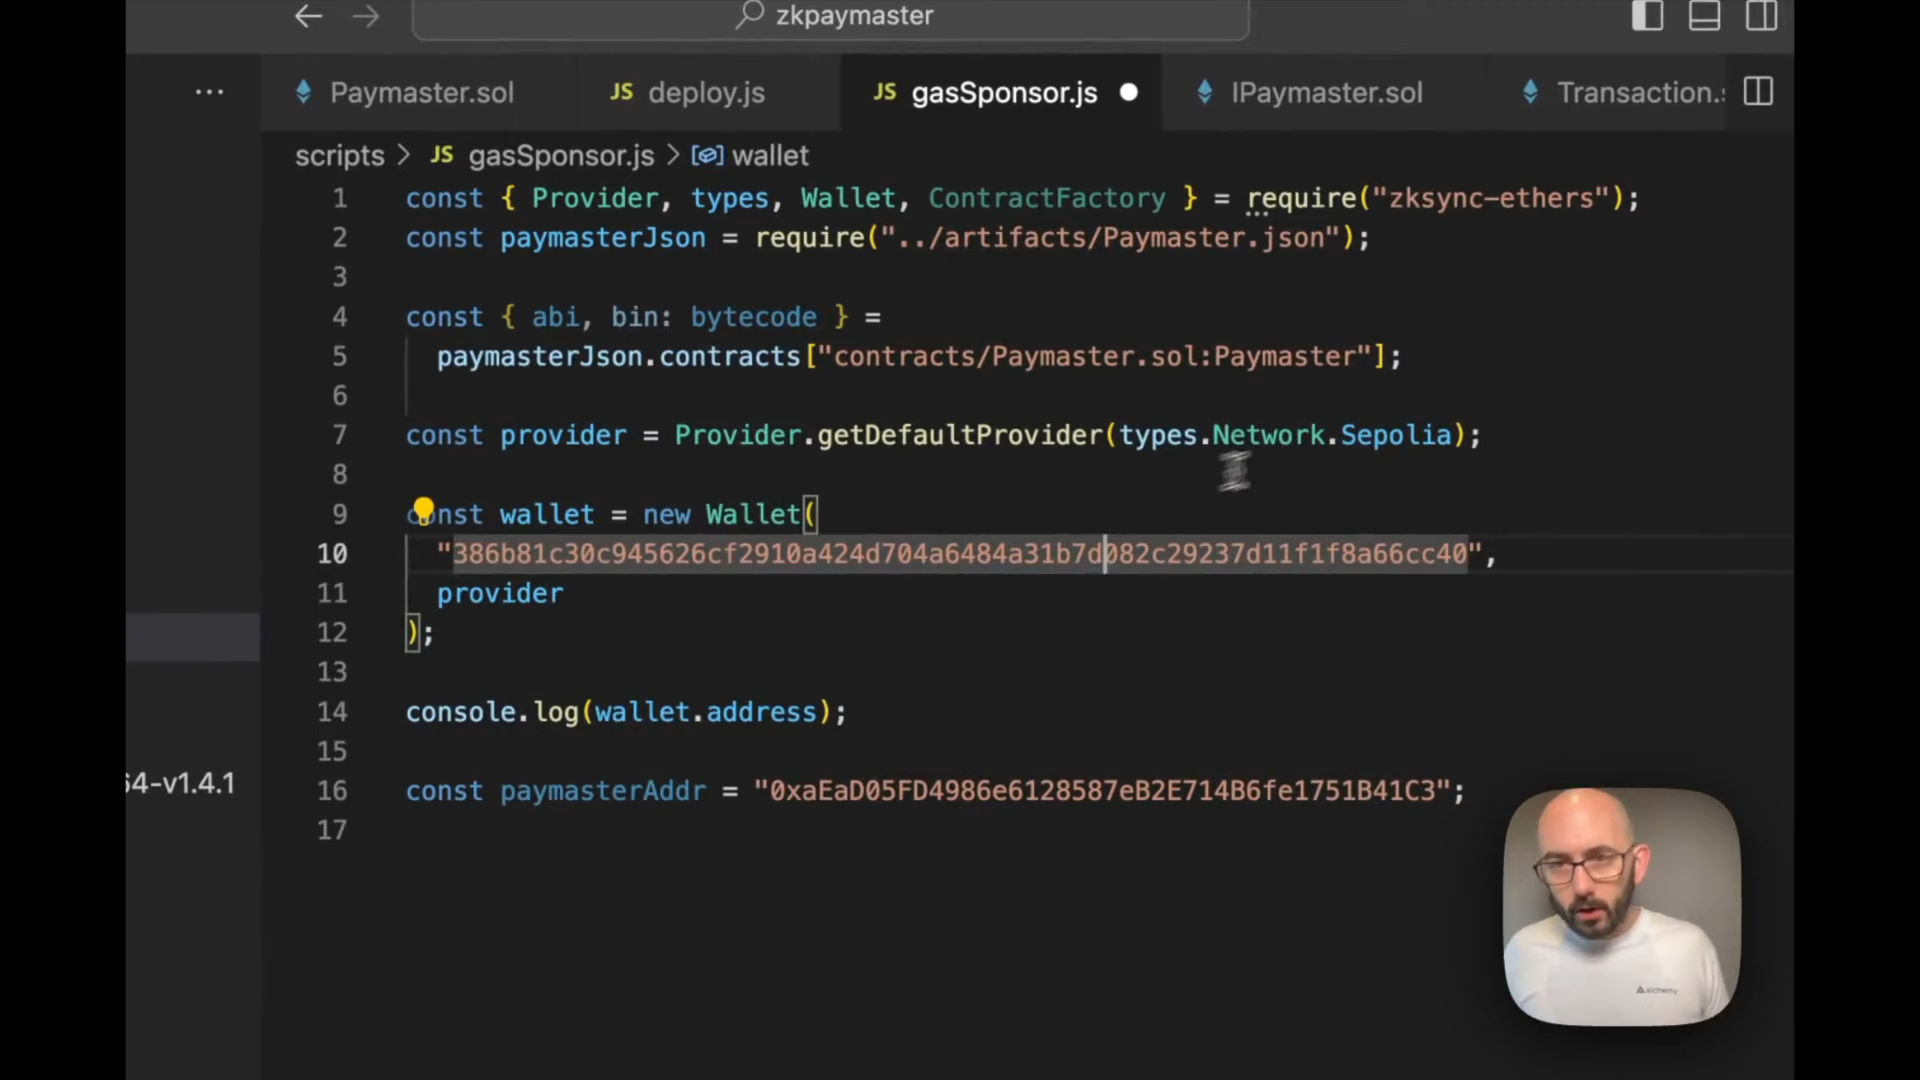 zkpaymaster
Paymaster.sol
JS deploy.js
JS gasSponsor.js
IPaymaster.sol
Transaction.s
scripts > JS gasSponsor.js > wallet
1 const { Provider, types, Wallet, ContractFactory } = require("zksync-ethers");
2 const paymasterJson = require("../artifacts/Paymaster.json");
3
4 const { abi, bin: bytecode } =
5 paymasterJson.contracts["contracts/Paymaster.sol:Paymaster"];
6
7 const provider = Provider.getDefaultProvider(types.Network.Sepolia);
8
9 const wallet = new Wallet(
10 "386b81c30c945626cf2910a424d704a6484a31b7d082c29237d11f1f8a66cc40",
11 provider
12 );
13
14 console.log(wallet.address);
15
16 const paymasterAddr = "0xaEaD05FD4986e6128587eB2E714B6fe1751B41C3";
17
64-v1.4.1
alchemy